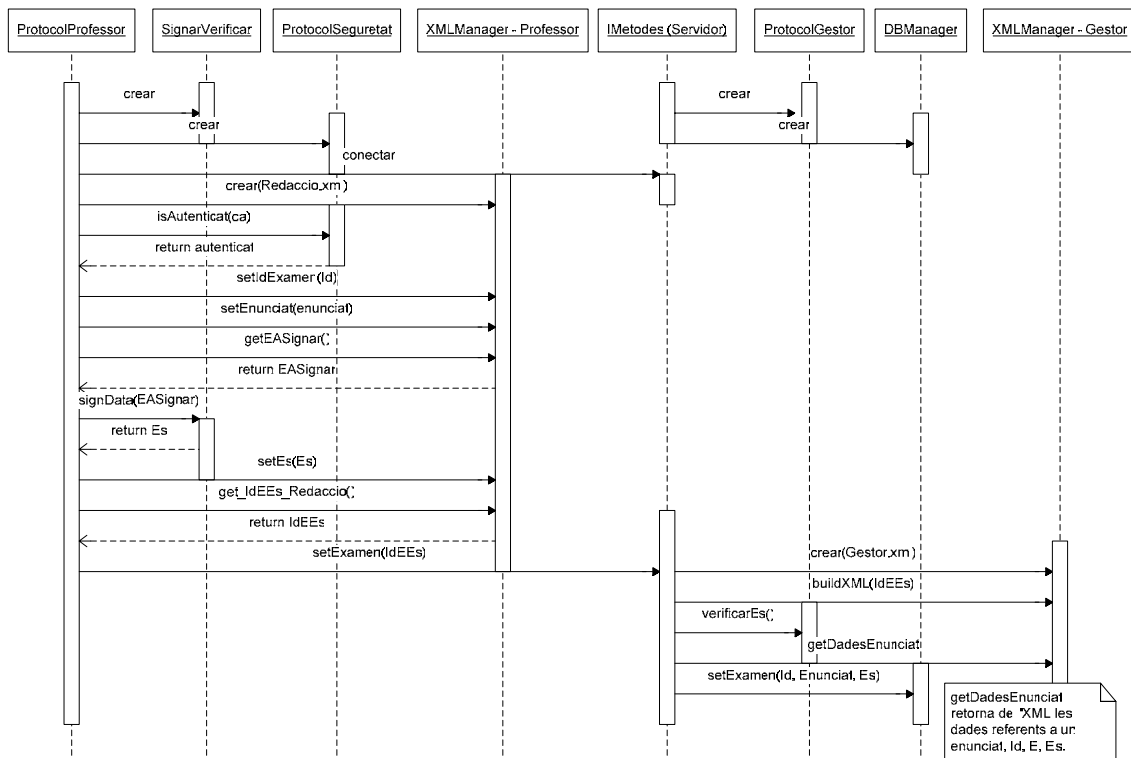 ProtocolProfessor SignarVerificar ProtocolSeguretat XMLManager - Professor IMetodes (Servidor) ProtocolGestor DBManager XMLManager - Gestor
crear crear
crear crear
conectar
crear(Redaccio.xm)
isAutenticat(ca)
return autenticat
setIdExamer(Id)
setEnunciat(enunciat)
getEASignar()
return EASignar
signData(EASignar)
return Es
setEs(Es)
get_IdEEs_Redaccio()
return IdEEs
setExamen(IdEEs) crear(Gestor.xm)
buildXML(IdEEs)
verificarEs()
getDadesEnunciat
setExamen(Id, Enunciat, Es)
getDadesEnunciat
retorna de "XML les
dades referents a un
enunciat, Id, E, Es.